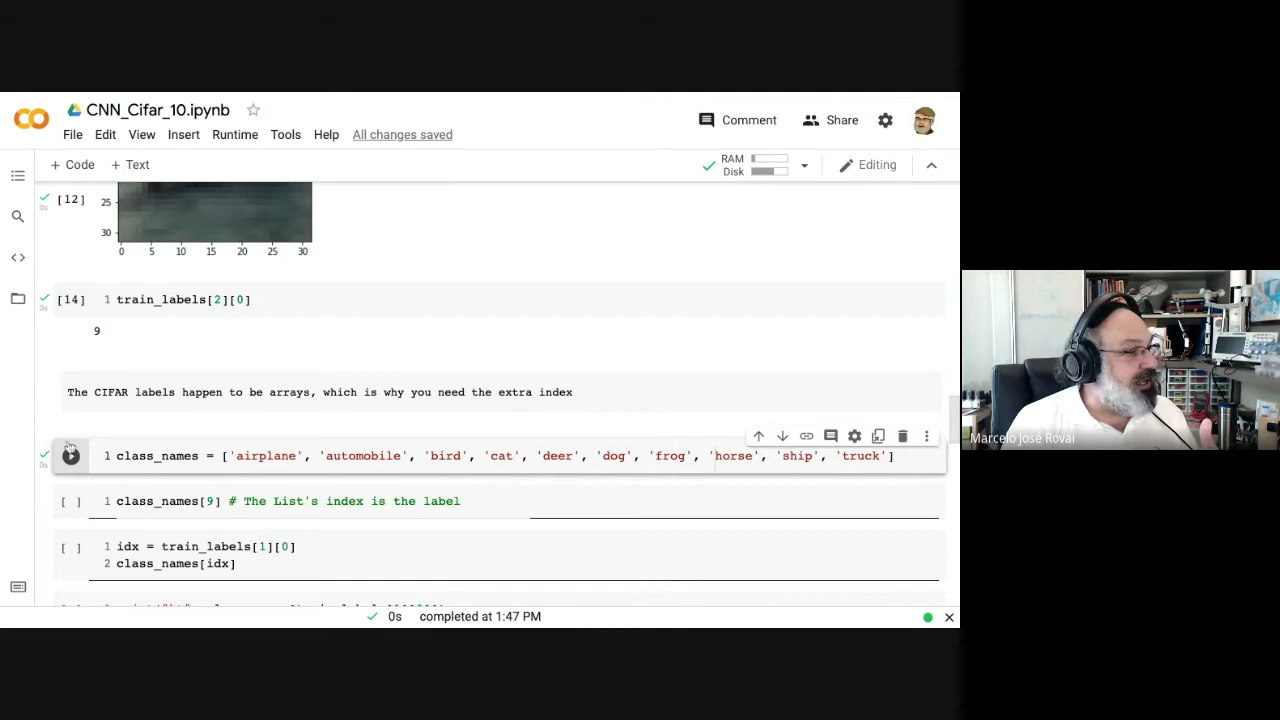 CNN_Cifar_10.ipynb
File Edit View Insert Runtime Tools Help All changes saved
Comment Share
+ Code + Text
RAM
Disk
Editing
[12]
0s
25
30
0 5 10 15 20 25 30
[14] 1 train_labels[2][0]
0s
9
The CIFAR labels happen to be arrays, which is why you need the extra index
1 class_names = ['airplane', 'automobile', 'bird', 'cat', 'deer', 'dog', 'frog', 'horse', 'ship', 'truck']
0s
[ ] 1 class_names[9] # The List's index is the label
[ ] 1 idx = train_labels[1][0]
2 class_names[idx]
0s completed at 1:47 PM
Marcelo José Rovai